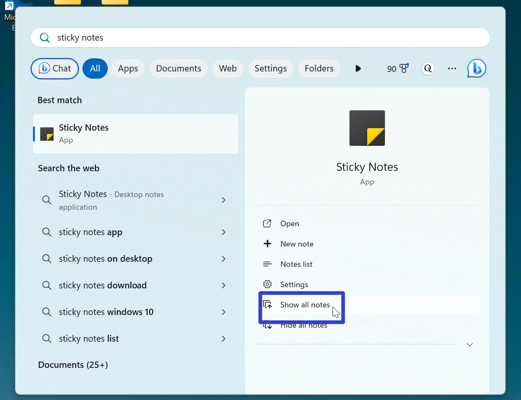 Mic
E
sticky notes
Chat
All
Apps
Documents
Web
Settings
Folders
90
Best match
Sticky Notes
App
Search the web
Sticky Notes - Desktop notes
application
sticky notes app
sticky notes on desktop
sticky notes download
sticky notes windows 10
sticky notes list
Documents (25+)
Sticky Notes
App
Open
New note
Notes list
Settings
Show all notes
Hide all notes